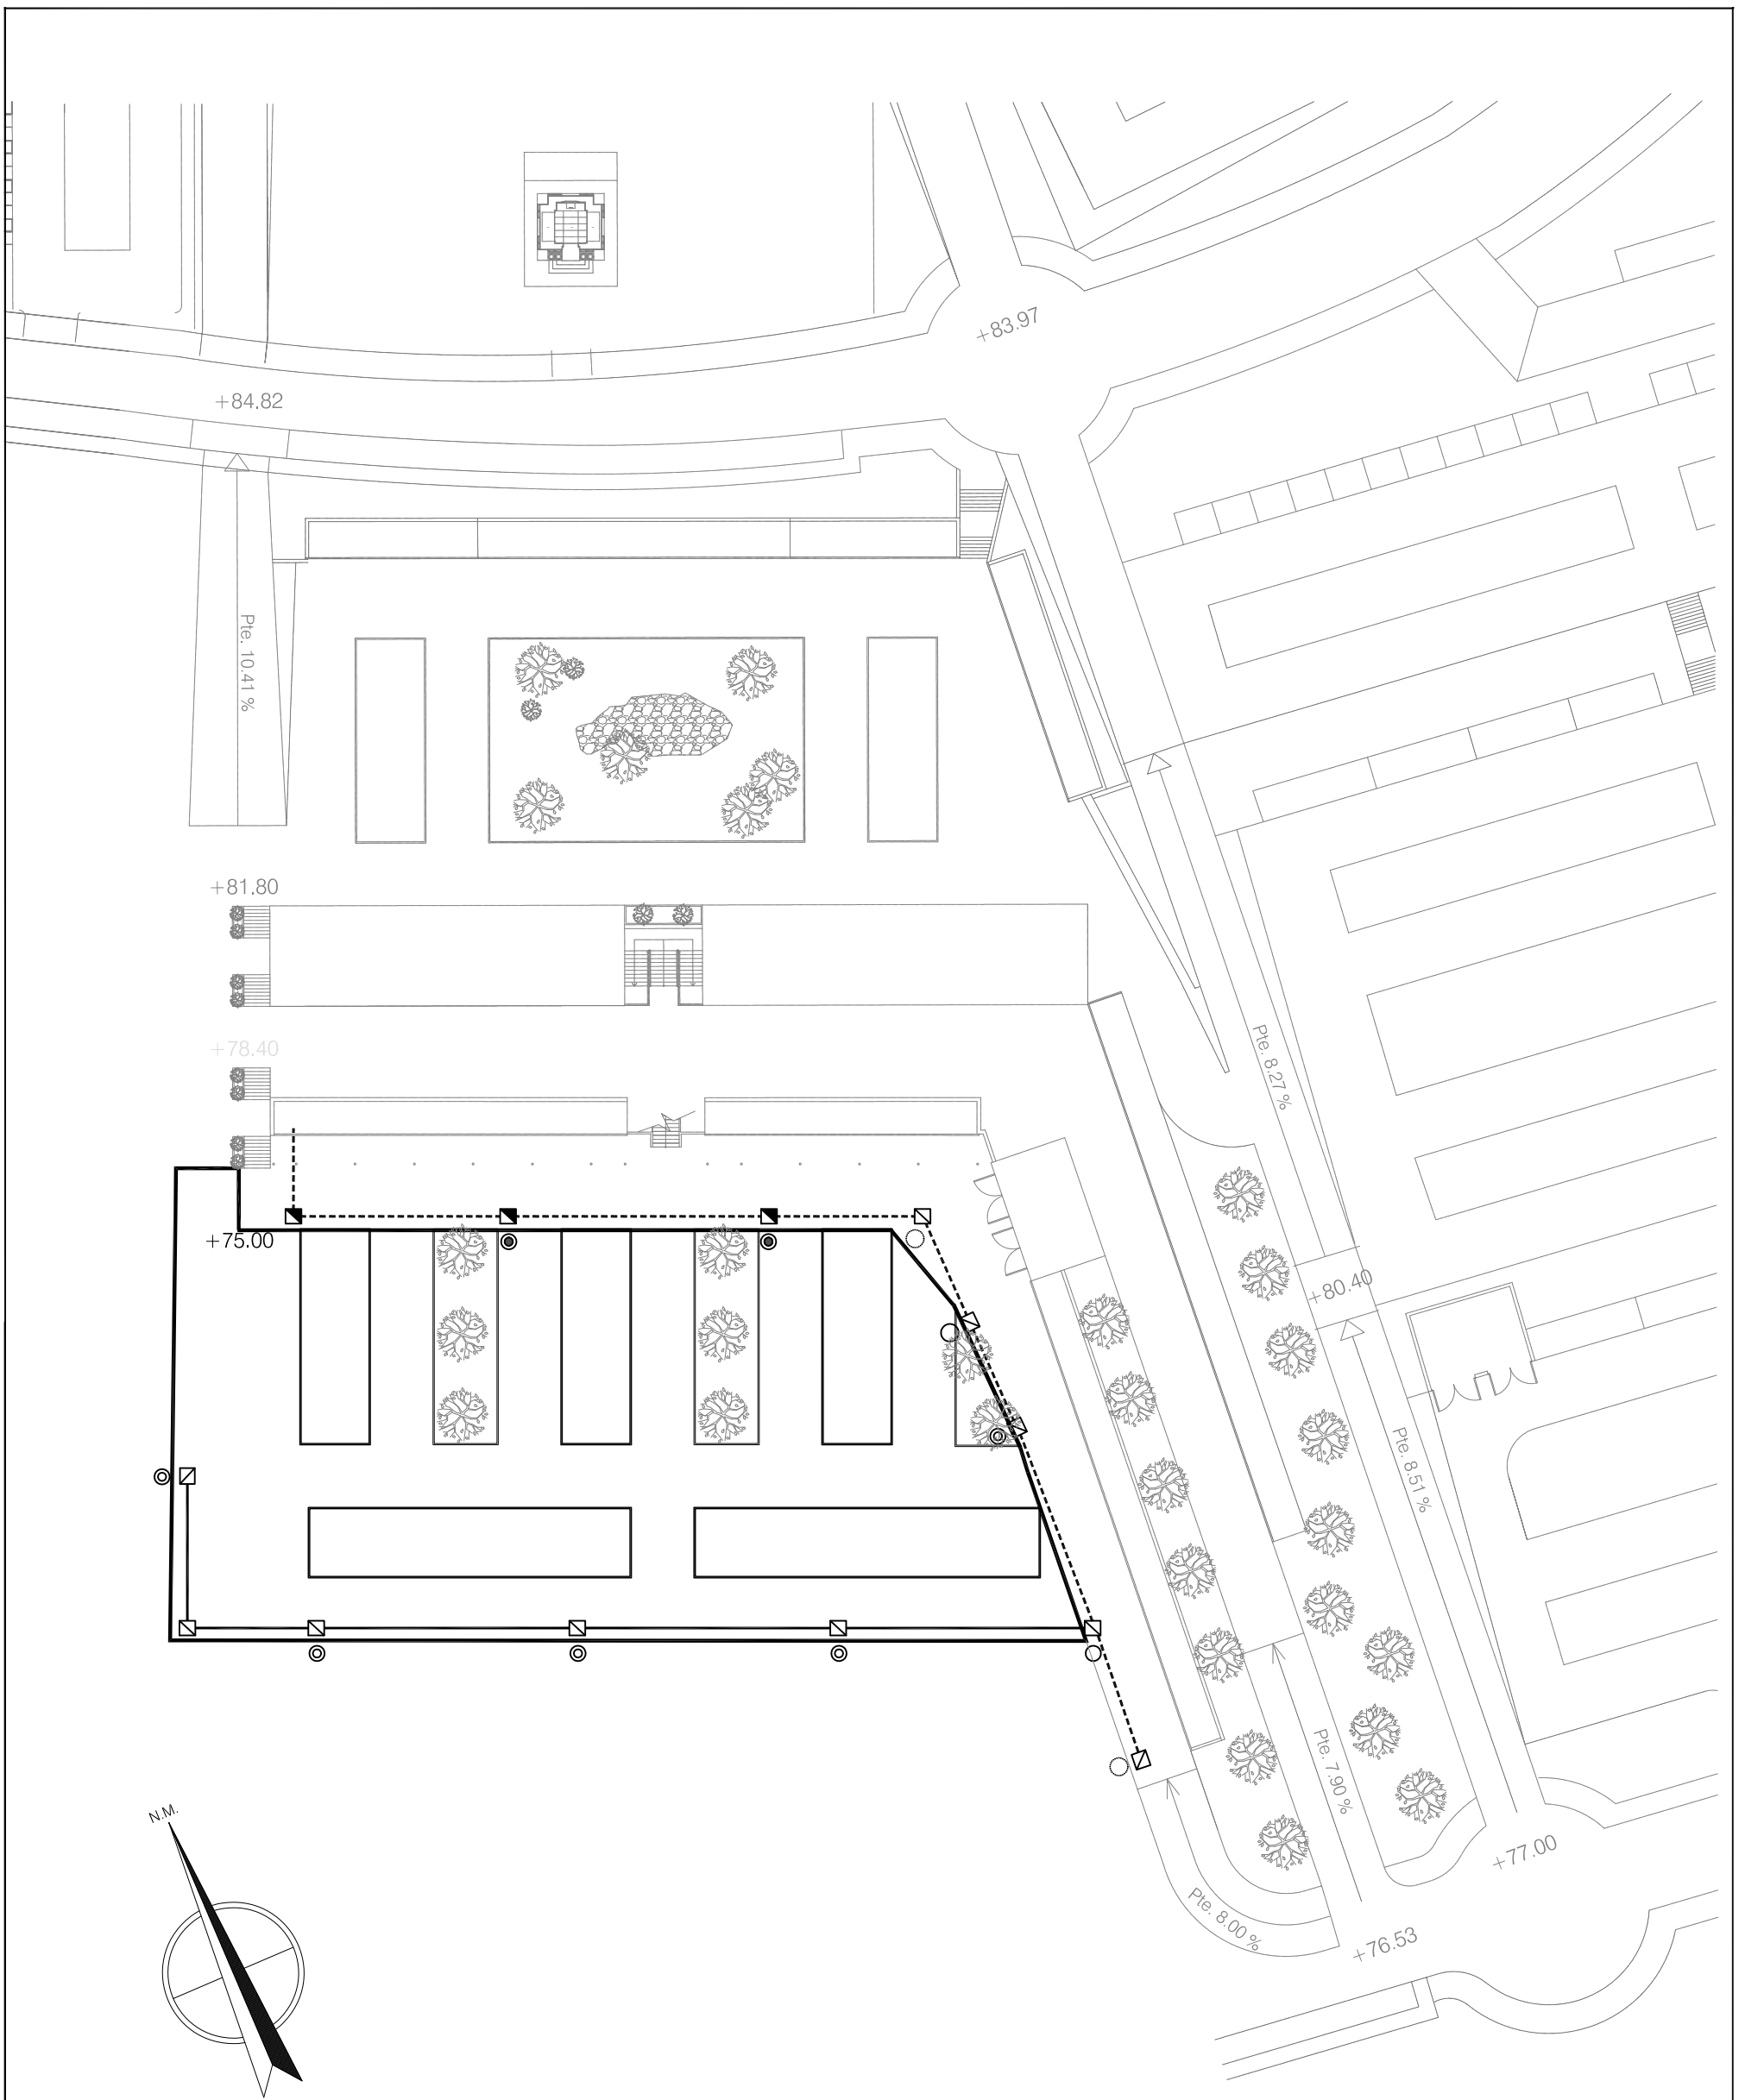 +83.97
+84.82
Pte. 10.41 %
+81.80
+78.40
Pte. 8.27 %
+75.00
+80.40
Pte. 8.51 %
Pte. 7.90 %
N.M.
+77.00
Pte. 8.00 %
+76.53